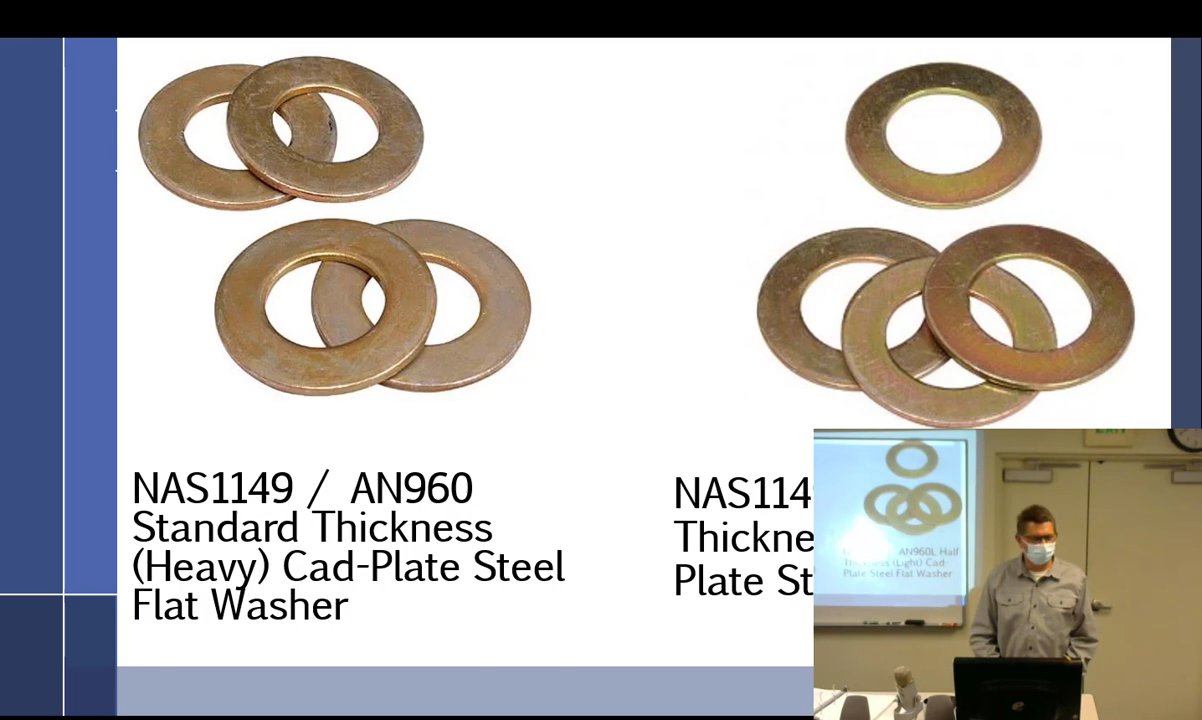 NAS1149 / AN960
Standard Thickness
(Heavy) Cad-Plate Steel
Flat Washer
NAS114
Thickne
Plate St
EXIT
AN960L Half
Thickness (Light) Cad-
Plate Steel Flat Washer
e